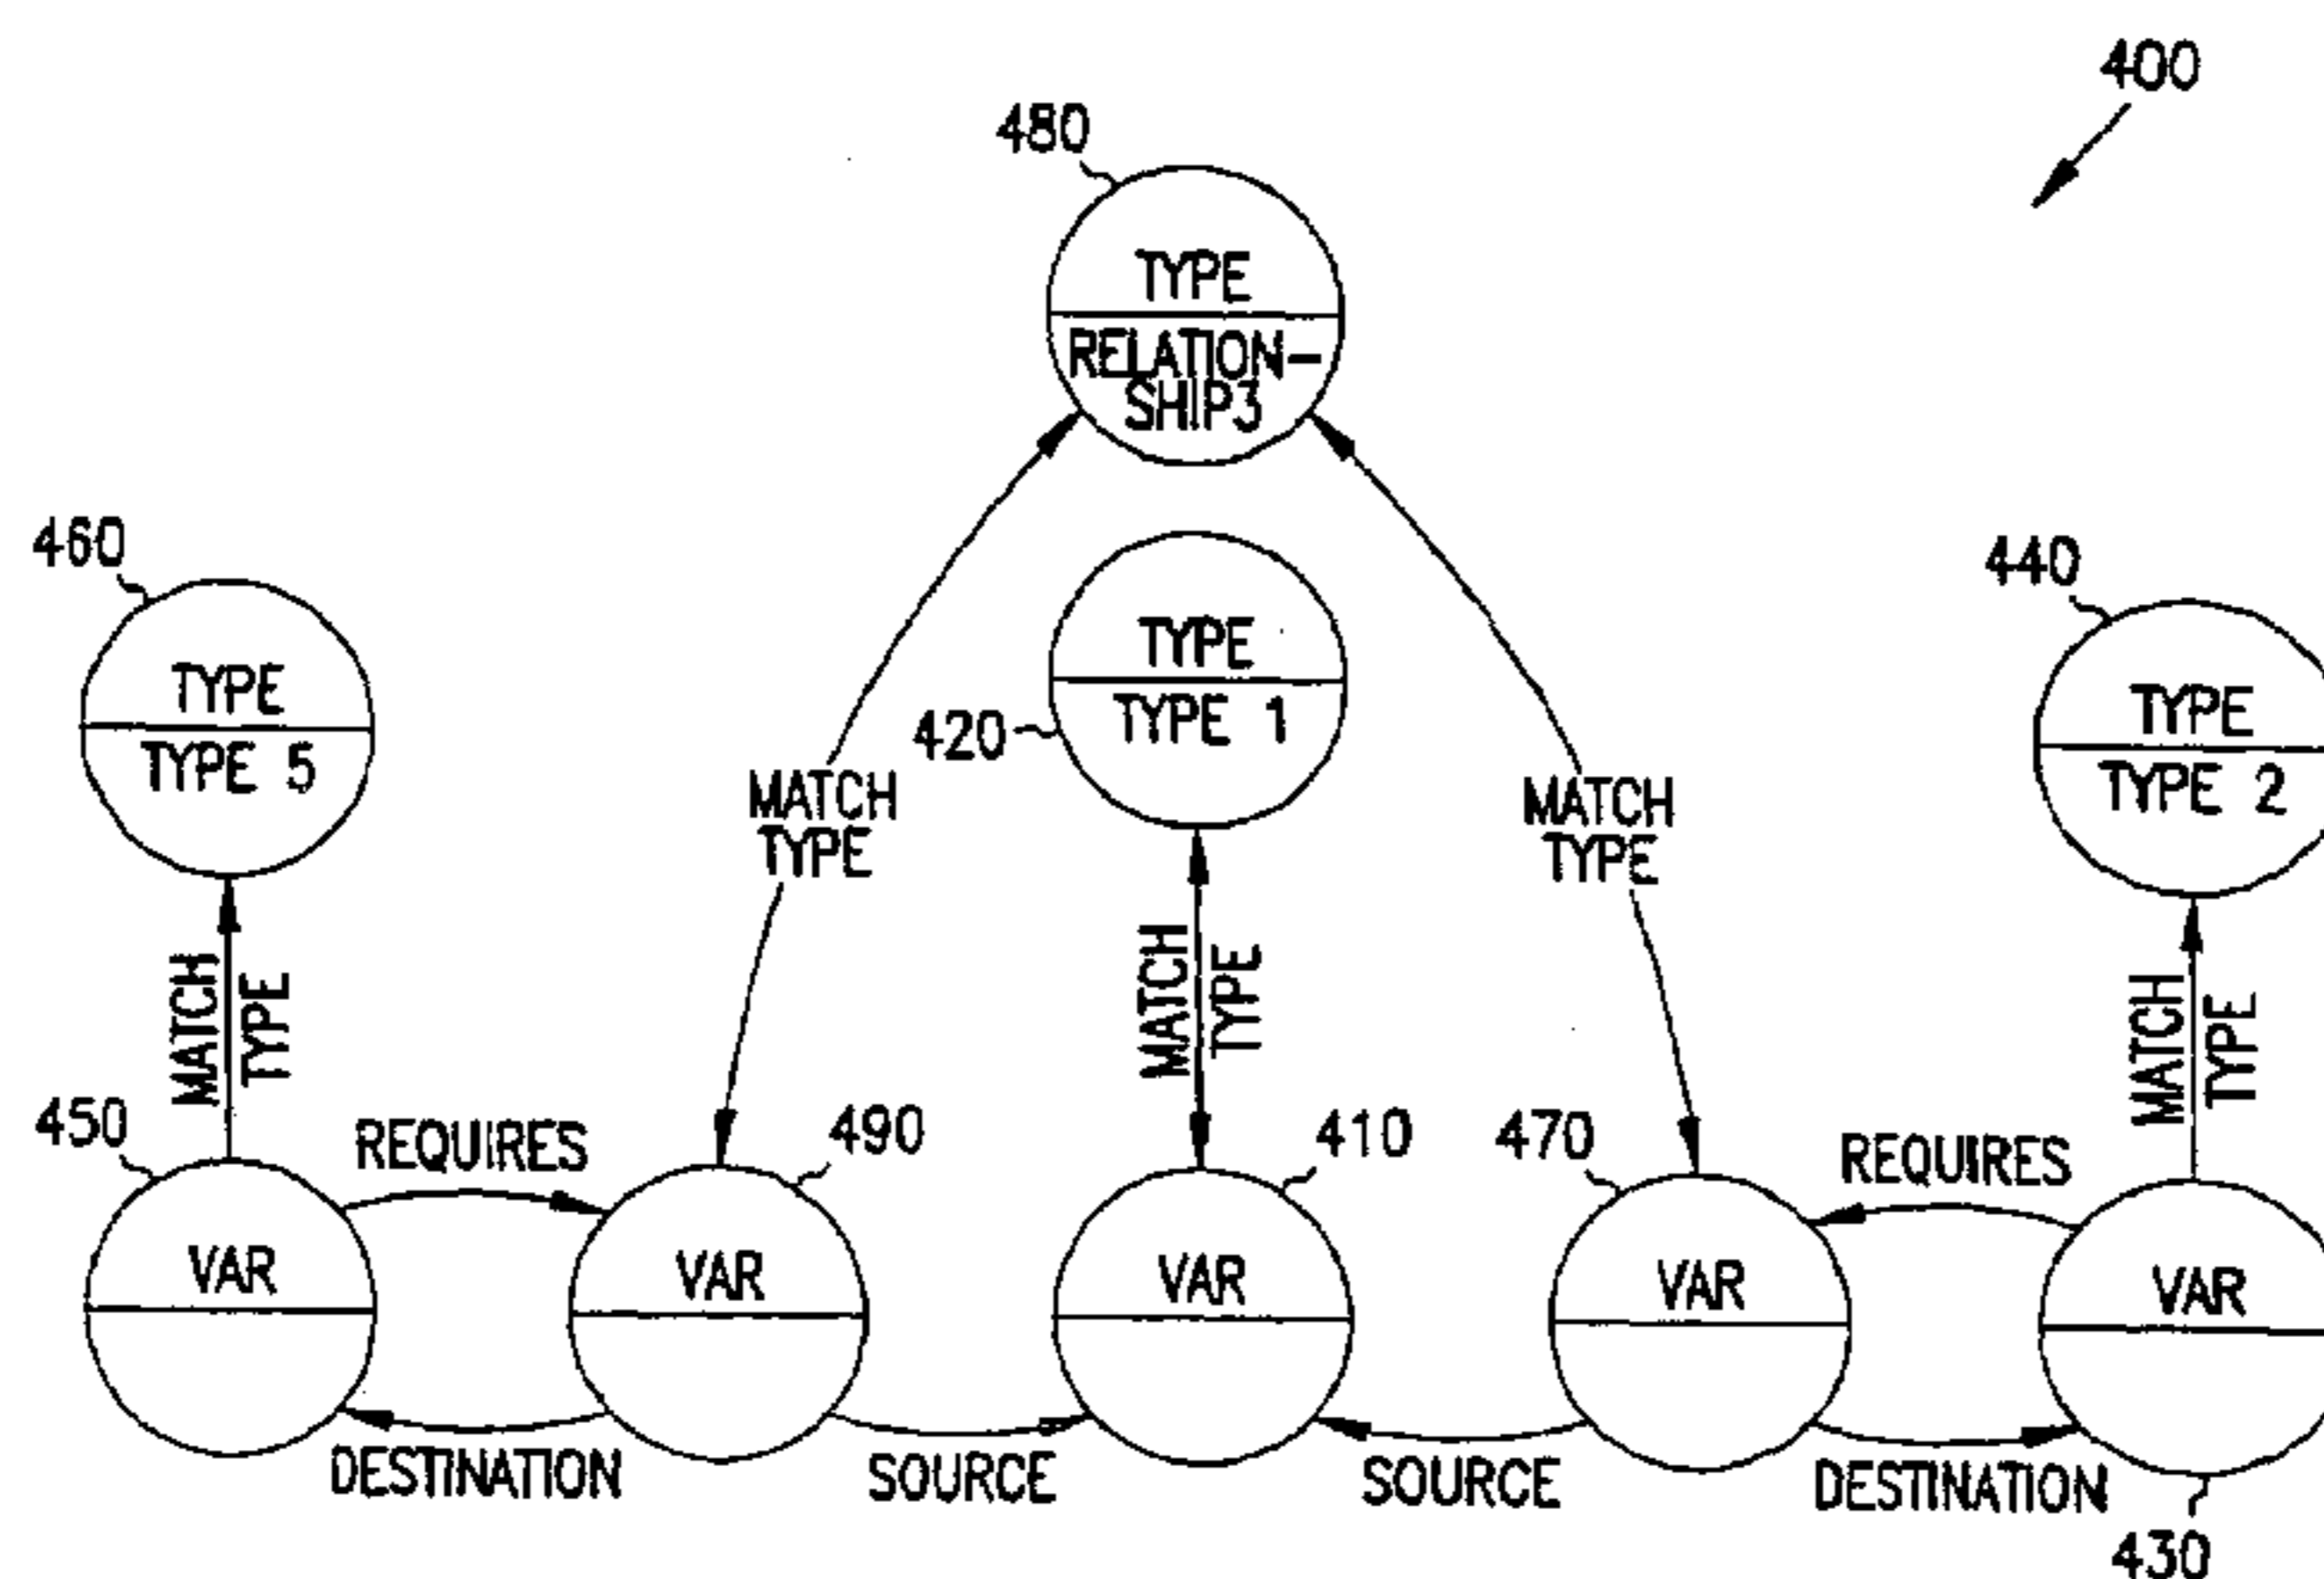 400
480
TYPE
RELATION-
SHIP3
460
TYPE
TYPE 5
420
TYPE
TYPE 1
440
TYPE
TYPE 2
MATCH
TYPE
MATCH
TYPE
MATCH
TYPE
MATCH
TYPE
MATCH
TYPE
450
REQUIRES
490
410
470
REQUIRES
VAR
VAR
VAR
VAR
VAR
DESTINATION
SOURCE
SOURCE
DESTINATION
430